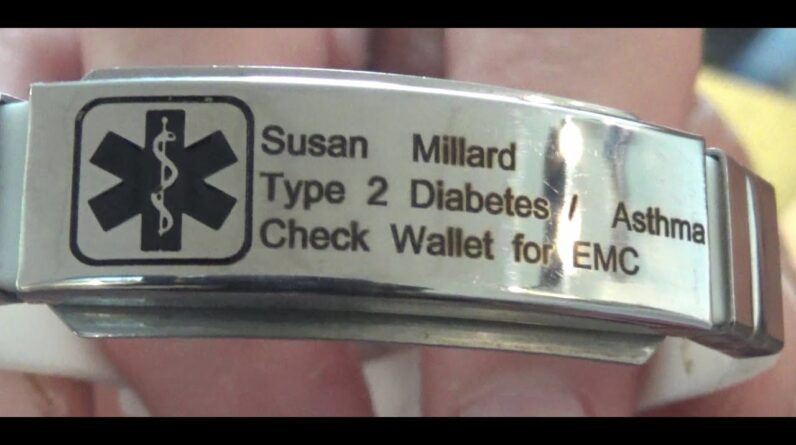 Susan Millard
Type 2 Diabetes / Asthma
Check Wallet for EMC